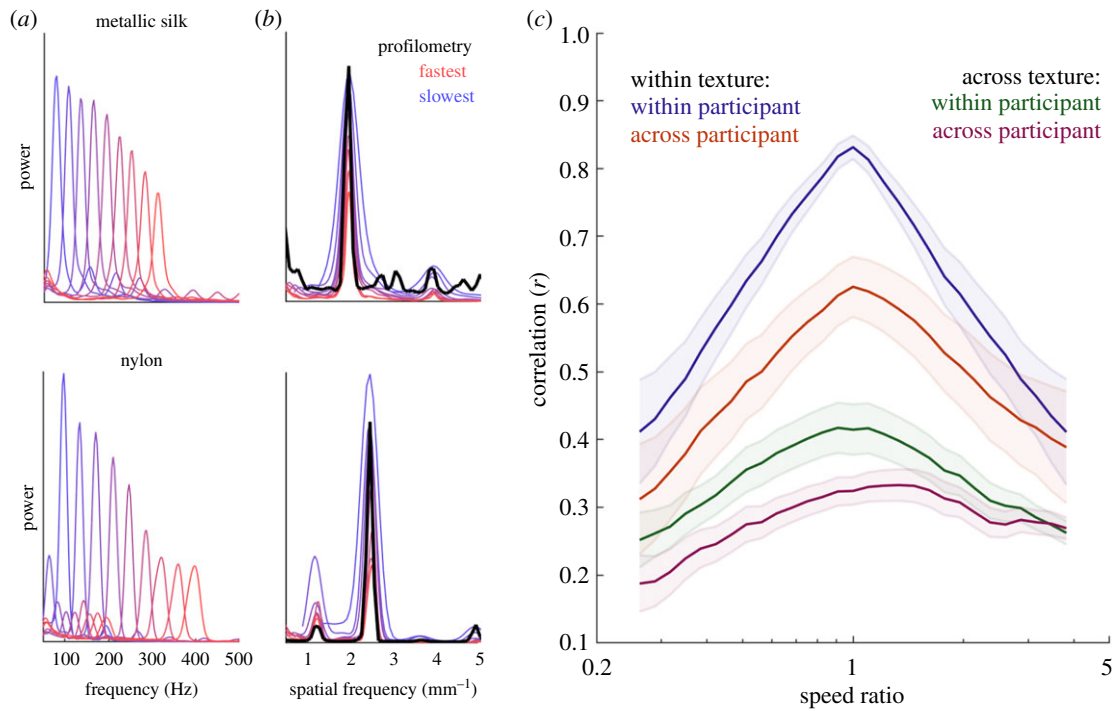 (a)
metallic silk
power
nylon
power
100 200 300 400 500
frequency (Hz)
(b)
profilometry
fastest
slowest
1 2 3 4 5
spatial frequency (mm⁻¹)
(c)
1.0
0.9
0.8
0.7
0.6
0.5
0.4
0.3
0.2
0.1
correlation (r)
within texture:
within participant
across participant
across texture:
within participant
across participant
0.2 1 5
speed ratio